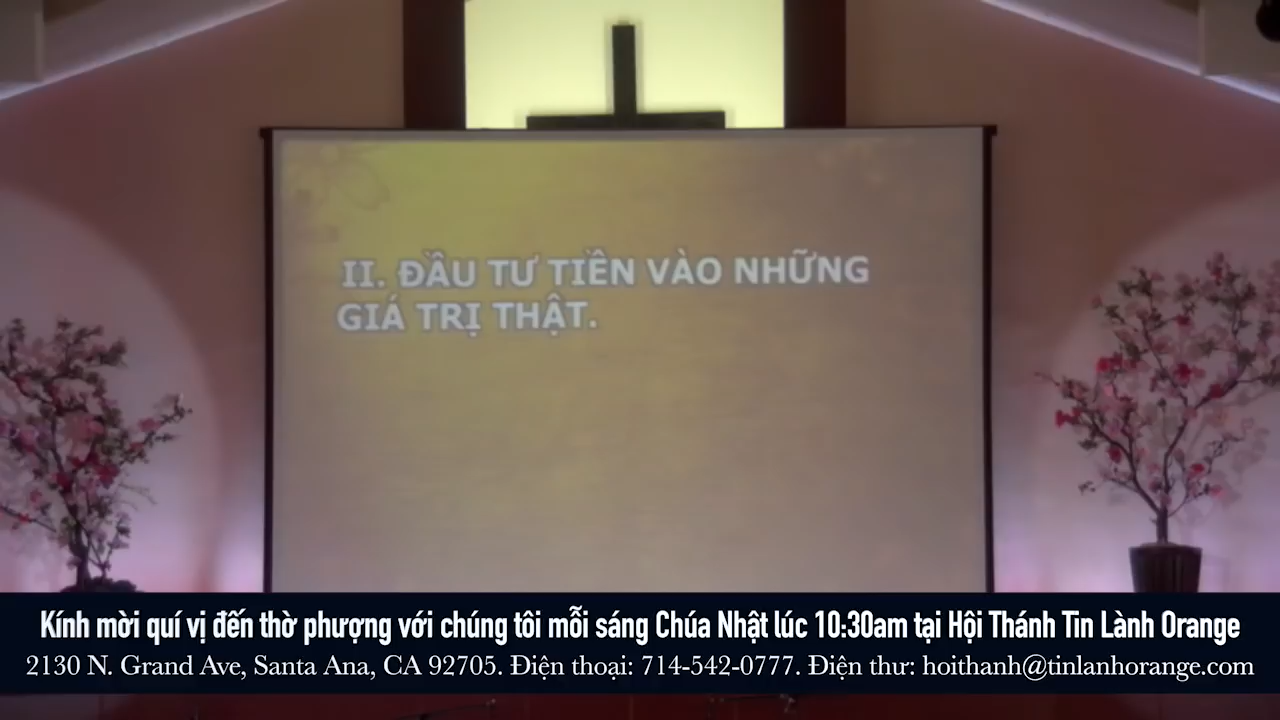 II. ĐẦU TƯ TIỀN VÀO NHỮNG
GIÁ TRỊ THẬT.
Kính mời quí vị đến thờ phượng với chúng tôi mỗi sáng Chúa Nhật lúc 10:30am tại Hội Thánh Tin Lành Orange
2130 N. Grand Ave, Santa Ana, CA 92705. Điện thoại: 714-542-0777. Điện thư: hoithanh@tinlanhorange.com